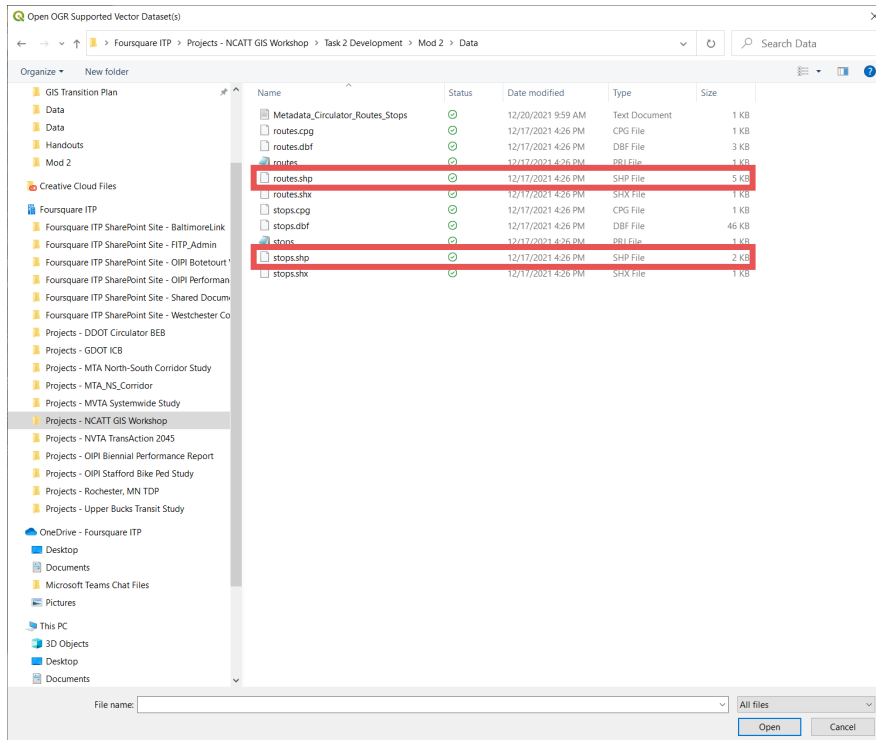 Open OGR Supported Vector Dataset(s)
Foursquare ITP > Projects - NCATT GIS Workshop > Task 2 Development > Mod 2 > Data
Search Data
Organize New folder
GIS Transition Plan
Data
Data
Handouts
Mod 2
Creative Cloud Files
Foursquare ITP
Foursquare ITP SharePoint Site - BaltimoreLink
Foursquare ITP SharePoint Site - FITP_Admin
Foursquare ITP SharePoint Site - OIPI Botetourt
Foursquare ITP SharePoint Site - OIPI Performan
Foursquare ITP SharePoint Site - Shared Docume
Foursquare ITP SharePoint Site - Westchester Co
Projects - DDOT Circulator BEB
Projects - GDOT ICB
Projects - MTA North-South Corridor Study
Projects - MTA_NS_Corridor
Projects - MVTA Systemwide Study
Projects - NCATT GIS Workshop
Projects - NVTA TransAction 2045
Projects - OIPI Biennial Performance Report
Projects - OIPI Stafford Bike Ped Study
Projects - Rochester, MN TDP
Projects - Upper Bucks Transit Study
OneDrive - Foursquare ITP
Desktop
Documents
Microsoft Teams Chat Files
Pictures
This PC
3D Objects
Desktop
Documents
Name Status Date modified Type Size
Metadata_Circulator_Routes_Stops 12/20/2021 9:59 AM Text Document 1 KB
routes.cpg 12/17/2021 4:26 PM CPG File 1 KB
routes.dbf 12/17/2021 4:26 PM DBF File 3 KB
routes 12/17/2021 4:26 PM PRJ File 1 KB
routes.shp 12/17/2021 4:26 PM SHP File 5 KB
routes.shx 12/17/2021 4:26 PM SHX File 1 KB
stops.cpg 12/17/2021 4:26 PM CPG File 1 KB
stops.dbf 12/17/2021 4:26 PM DBF File 46 KB
stops 12/17/2021 4:26 PM PRJ File 1 KB
stops.shp 12/17/2021 4:26 PM SHP File 2 KB
stops.shx 12/17/2021 4:26 PM SHX File 1 KB
File name: All files
Open Cancel